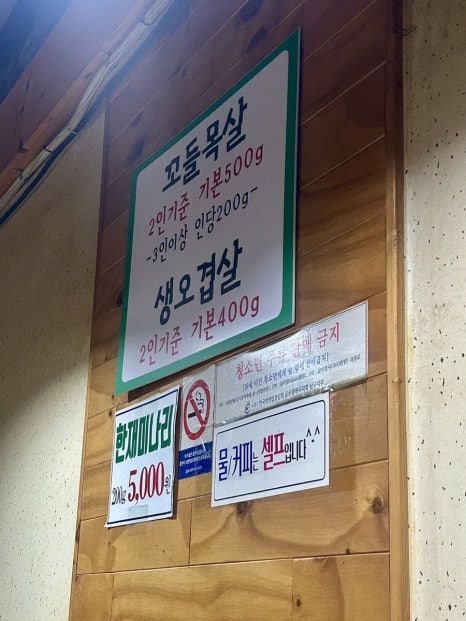 꼬들목살
2인기준 기본500g
-3인이상 인당200g-
생오겹살
2인기준 기본400g
청소년 주류 판매 금지
한재미나리
200g 5,000원
물/커피는 셀프입니다^^